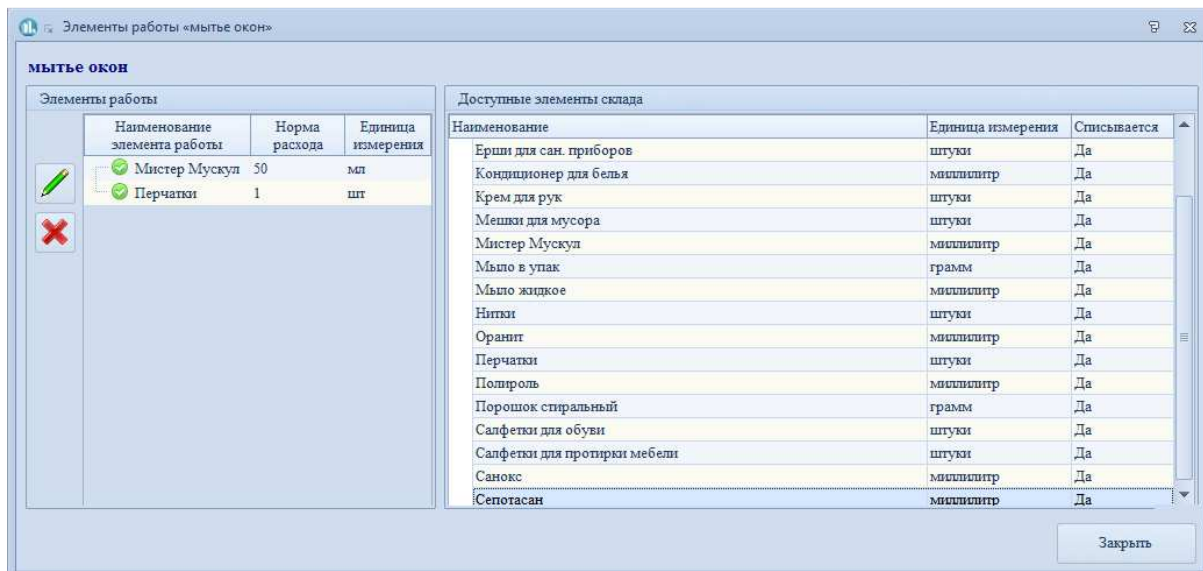 Элементы работы «мытье окон»
мытье окон
Элементы работы
Наименование элемента работы Норма расхода Единица измерения
Мистер Мускул 50 мл
Перчатки 1 шт
Доступные элементы склада
Наименование Единица измерения Списывается
Ерши для сан. приборов штуки Да
Кондиционер для белья миллилитр Да
Крем для рук штуки Да
Мешки для мусора штуки Да
Мистер Мускул миллилитр Да
Мыло в упак грамм Да
Мыло жидкое миллилитр Да
Нитки штуки Да
Оранит миллилитр Да
Перчатки штуки Да
Полироль миллилитр Да
Порошок стиральный грамм Да
Салфетки для обуви штуки Да
Салфетки для протирки мебели штуки Да
Санокс миллилитр Да
Сепотасан миллилитр Да
Закрыть